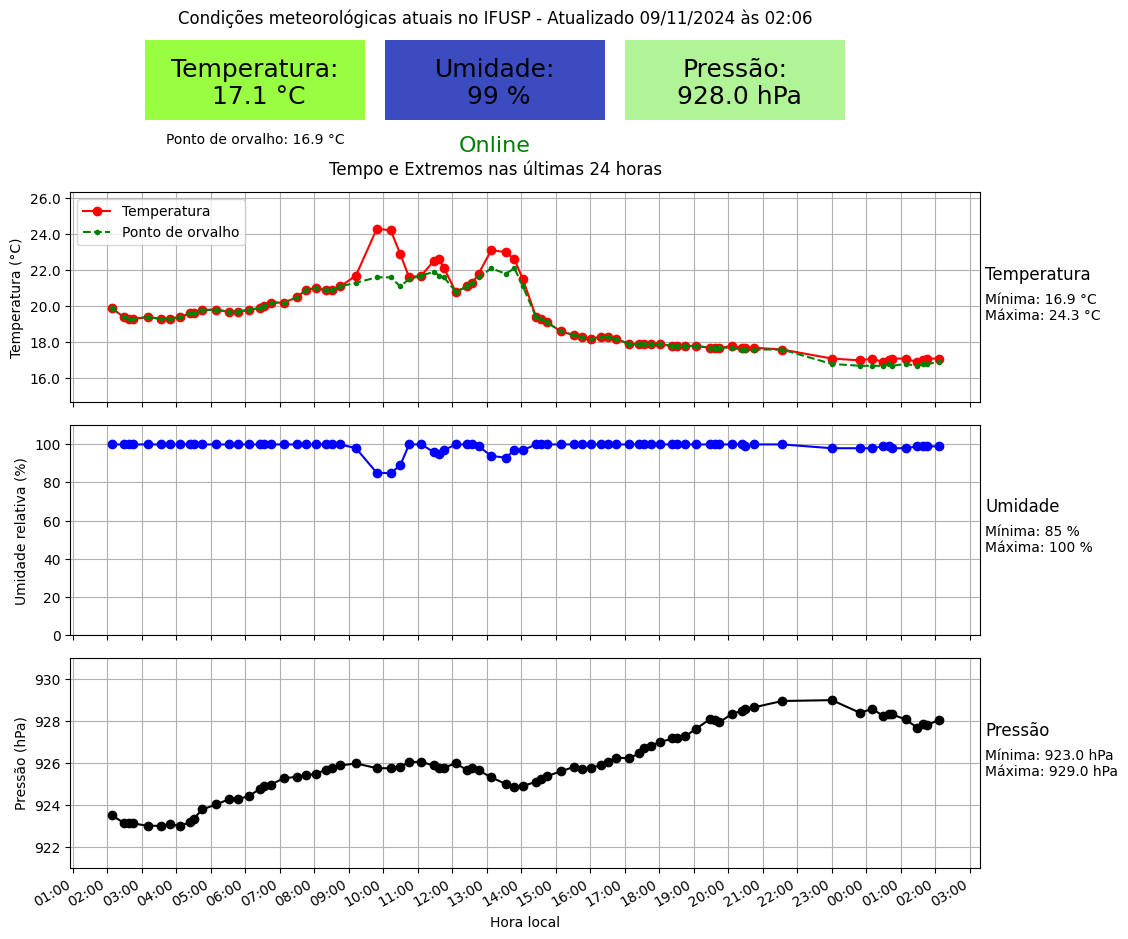 Condições meteorológicas atuais no IFUSP - Atualizado 09/11/2024 às 02:06
Temperatura:
17.1 °C
Umidade:
99 %
Pressão:
928.0 hPa
Ponto de orvalho: 16.9 °C
Online
Tempo e Extremos nas últimas 24 horas
Temperatura (°C)
26.0
24.0
22.0
20.0
18.0
16.0
Temperatura
Ponto de orvalho
Temperatura
Mínima: 16.9 °C
Máxima: 24.3 °C
Umidade relativa (%)
100
80
60
40
20
0
Umidade
Mínima: 85 %
Máxima: 100 %
Pressão (hPa)
930
928
926
924
922
Pressão
Mínima: 923.0 hPa
Máxima: 929.0 hPa
01:00 02:00 03:00 04:00 05:00 06:00 07:00 08:00 09:00 10:00 11:00 12:00 13:00 14:00 15:00 16:00 17:00 18:00 19:00 20:00 21:00 22:00 23:00 00:00 01:00 02:00 03:00
Hora local